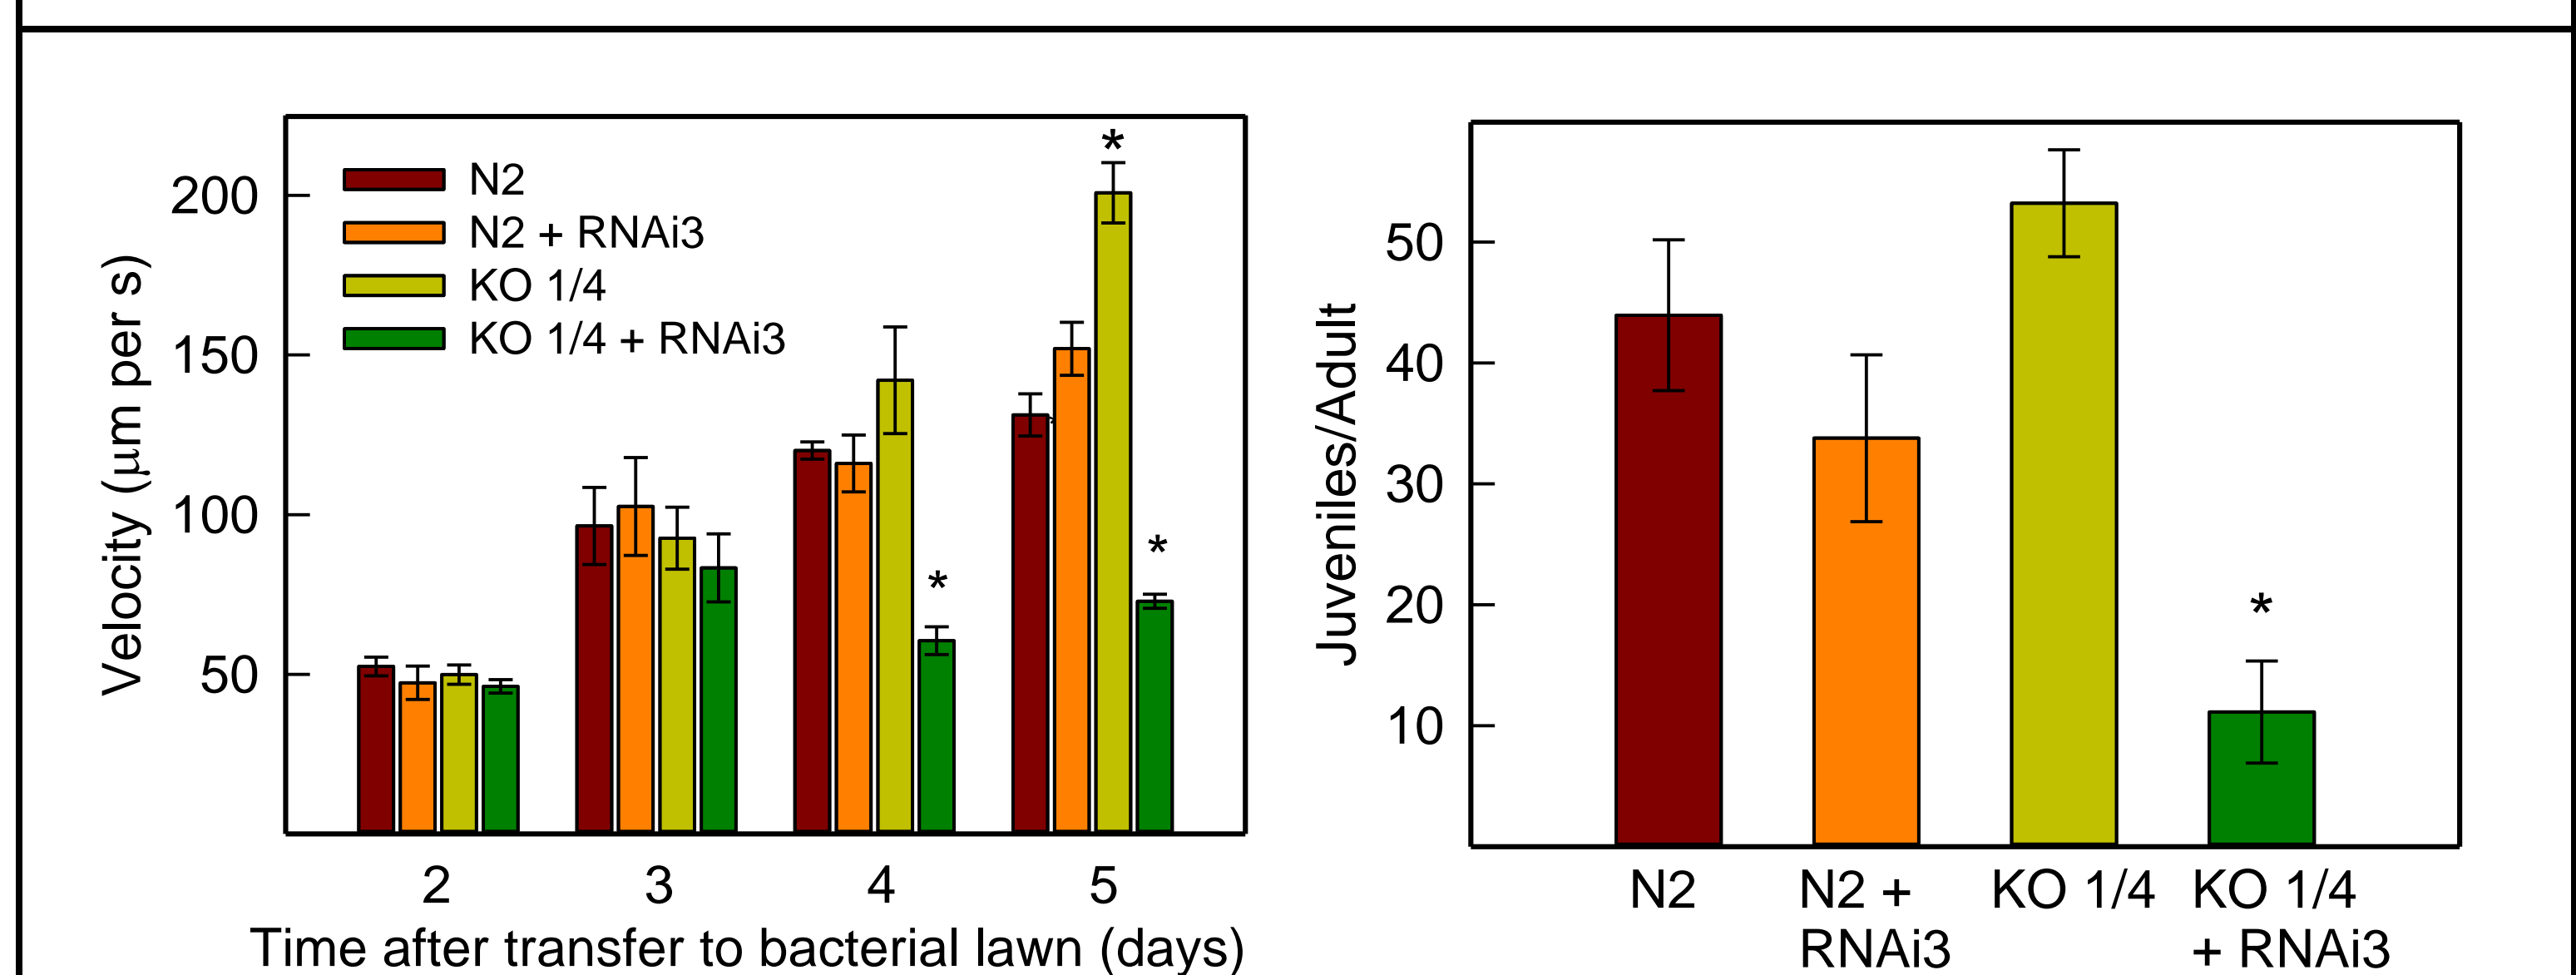 *
200
N2
N2 + RNAi3
KO 1/4
KO 1/4 + RNAi3
150
100
50
*
*
Velocity (μm per s)
2 3 4 5
Time after transfer to bacterial lawn (days)
50
40
30
20
10
*
Juveniles/Adult
N2
N2 +
RNAi3
KO 1/4
KO 1/4
+ RNAi3